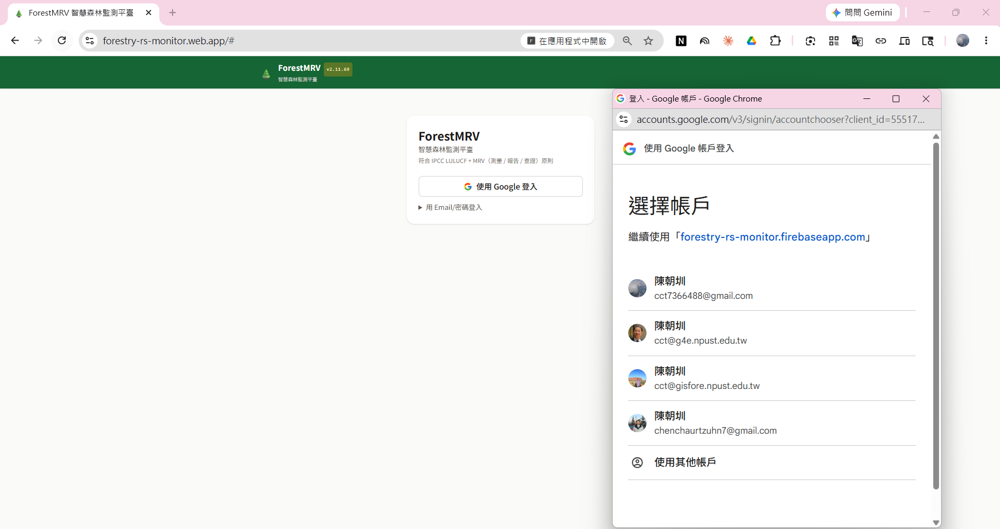 ForestMRV 智慧森林監測平臺
問問 Gemini
forestry-rs-monitor.web.app/#
在應用程式中開啟
ForestMRV v2.11.69
智慧森林監測平臺
ForestMRV
智慧森林監測平臺
符合 IPCC LULUCF + MRV（測量 / 報告 / 查證）原則
使用 Google 登入
用 Email/密碼登入
登入 - Google 帳戶 - Google Chrome
accounts.google.com/v3/signin/accountchooser?client_id=55517...
使用 Google 帳戶登入
選擇帳戶
繼續使用「forestry-rs-monitor.firebaseapp.com」
陳朝圳
cct7366488@gmail.com
陳朝圳
cct@g4e.npust.edu.tw
陳朝圳
cct@gisfore.npust.edu.tw
陳朝圳
chenchaurtzuhn7@gmail.com
使用其他帳戶